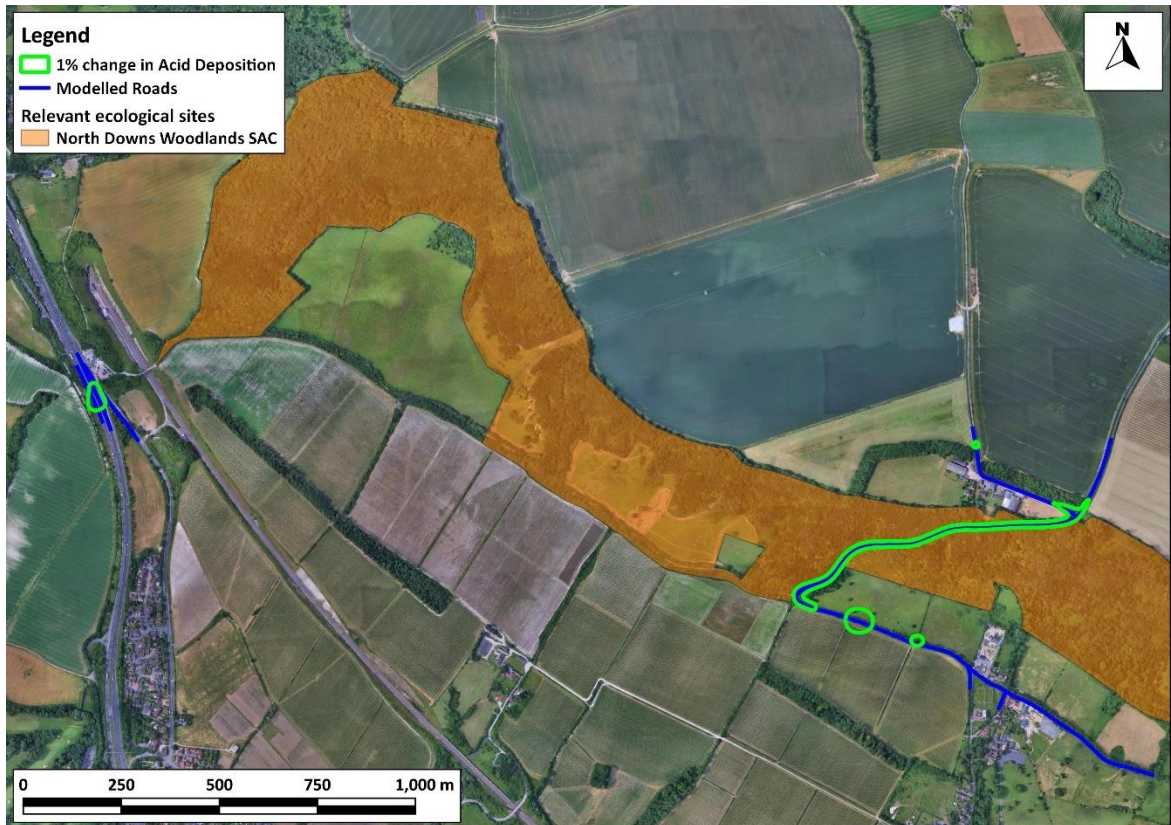 Legend
1% change in Acid Deposition
Modelled Roads
Relevant ecological sites
North Downs Woodlands SAC
N
0 250 500 750 1,000 m